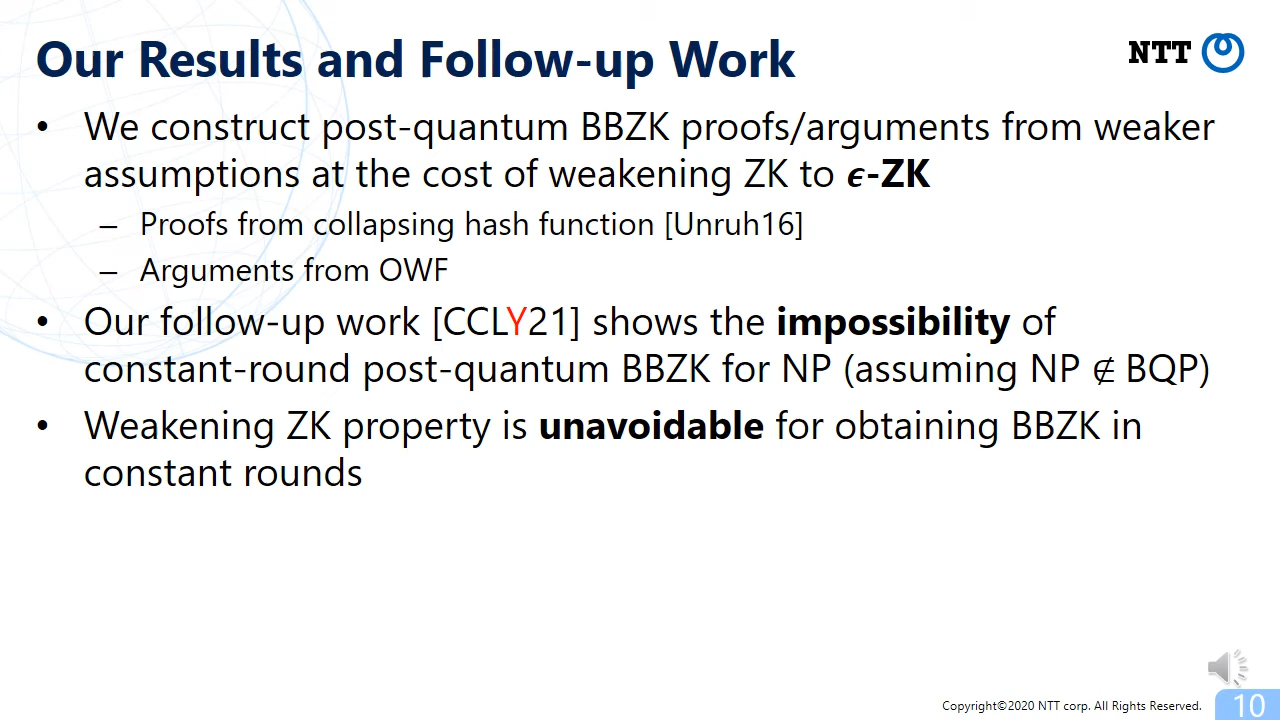 Our Results and Follow-up Work
NTT
• We construct post-quantum BBZK proofs/arguments from weaker
assumptions at the cost of weakening ZK to ϵ-ZK
– Proofs from collapsing hash function [Unruh16]
– Arguments from OWF
• Our follow-up work [CCLY21] shows the impossibility of
constant-round post-quantum BBZK for NP (assuming NP ∉ BQP)
• Weakening ZK property is unavoidable for obtaining BBZK in
constant rounds
Copyright©2020 NTT corp. All Rights Reserved.
10